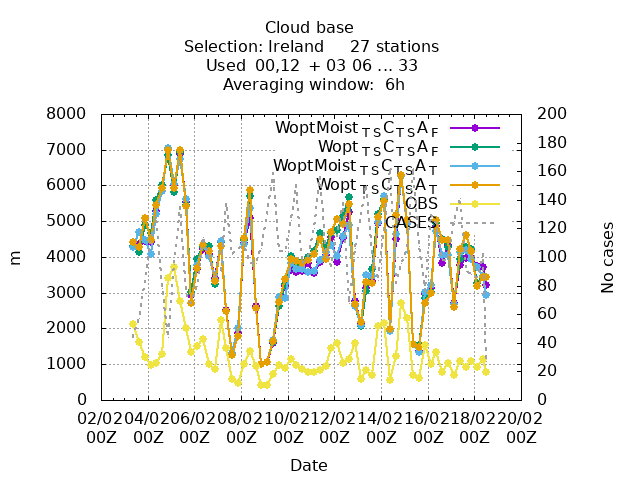 Cloud base
Selection: Ireland 27 stations
Used 00,12 + 03 06 ... 33
Averaging window: 6h
8000
7000
6000
5000
4000
3000
2000
1000
0
m
200
180
160
140
120
100
80
60
40
20
0
No cases
WoptMoist TS C TS A F
Wopt TS C TS A F
WoptMoist TS C TS A T
Wopt TS C TS A T
CBS
CASES
02/02 04/02 06/02 08/02 10/02 12/02 14/02 16/02 18/02 20/02
00Z 00Z 00Z 00Z 00Z 00Z 00Z 00Z 00Z 00Z
Date